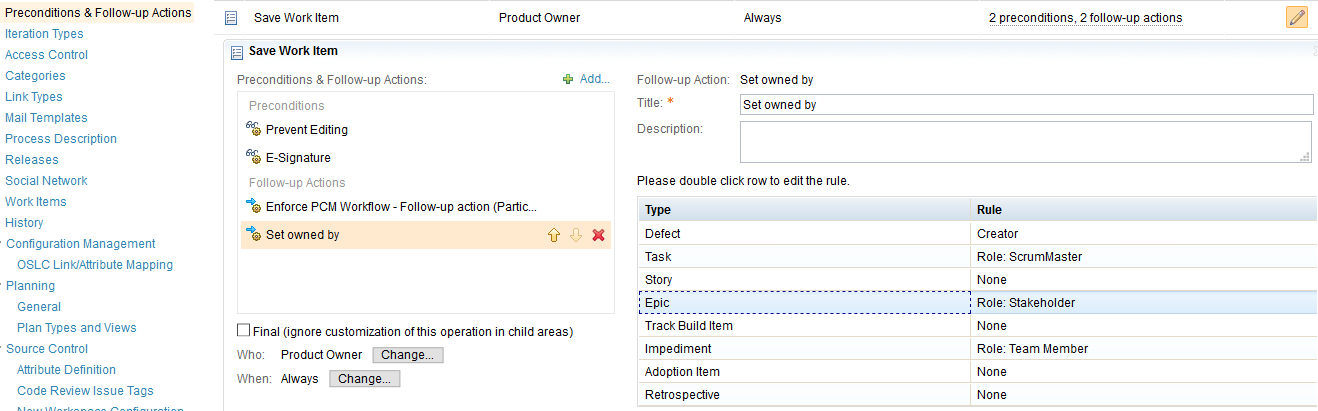 Preconditions & Follow-up Actions
Iteration Types
Access Control
Categories
Link Types
Mail Templates
Process Description
Releases
Social Network
Work Items
History
Configuration Management
OSLC Link/Attribute Mapping
Planning
General
Plan Types and Views
Source Control
Attribute Definition
Code Review Issue Tags
New Workspace Configuration
Save Work Item Product Owner Always 2 preconditions, 2 follow-up actions
Save Work Item
Preconditions & Follow-up Actions: Add...
Preconditions
Prevent Editing
E-Signature
Follow-up Actions
Enforce PCM Workflow - Follow-up action (Partic...
Set owned by
Final (ignore customization of this operation in child areas)
Who: Product Owner Change...
When: Always Change...
Follow-up Action: Set owned by
Title: * Set owned by
Description:
Please double click row to edit the rule.
Type Rule
Defect Creator
Task Role: ScrumMaster
Story None
Epic Role: Stakeholder
Track Build Item None
Impediment Role: Team Member
Adoption Item None
Retrospective None